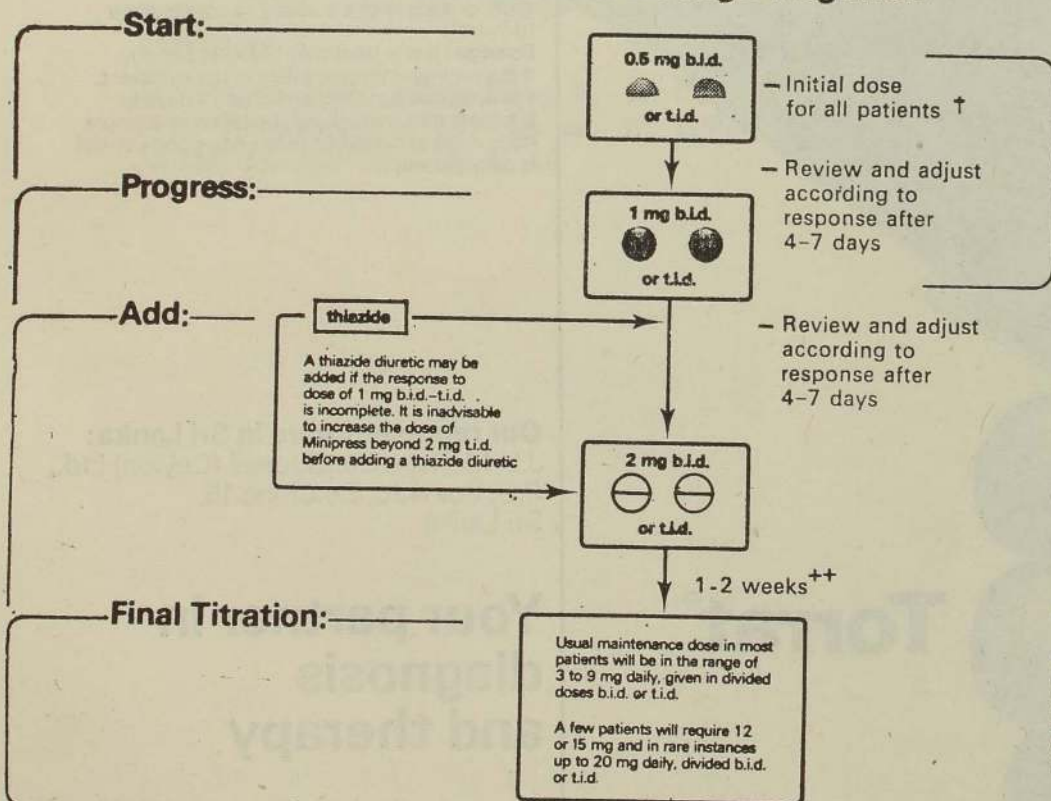 Start:
0.5 mg b.i.d.
or t.i.d.
– Initial dose
for all patients †
Progress:
– Review and adjust
according to
response after
4–7 days
1 mg b.i.d.
or t.i.d.
Add:
thiazide
A thiazide diuretic may be
added if the response to
dose of 1 mg b.i.d.–t.i.d.
is incomplete. It is inadvisable
to increase the dose of
Minipress beyond 2 mg t.i.d.
before adding a thiazide diuretic
– Review and adjust
according to
response after
4–7 days
2 mg b.i.d.
or t.i.d.
1-2 weeks++
Final Titration:
Usual maintenance dose in most
patients will be in the range of
3 to 9 mg daily, given in divided
doses b.i.d. or t.i.d.
A few patients will require 12
or 15 mg and in rare instances
up to 20 mg daily, divided b.i.d.
or t.i.d.